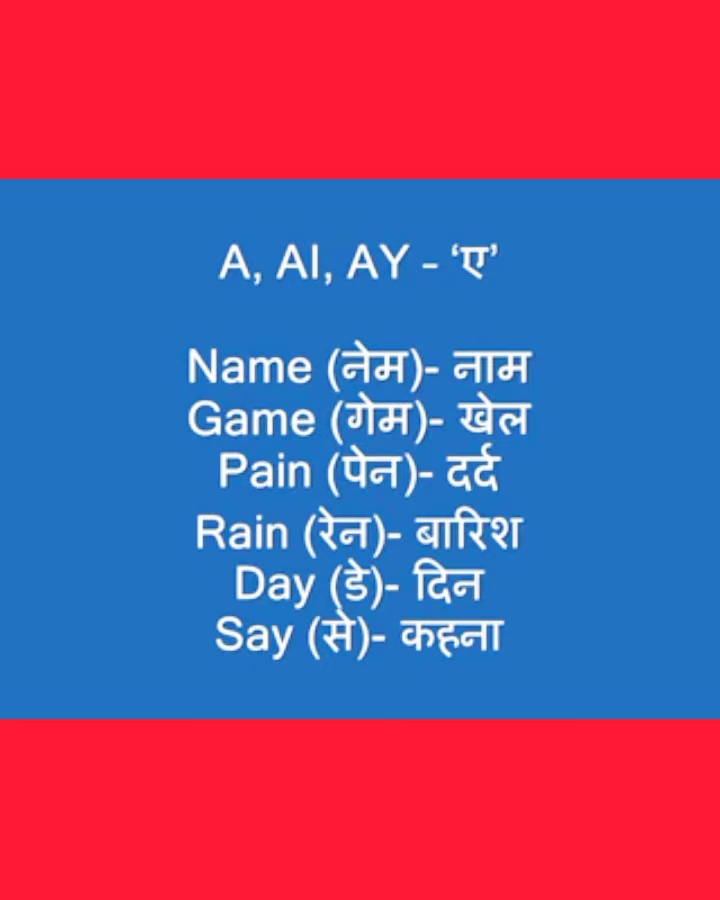 A, AI, AY - ‘ए’
Name (नेम)- नाम
Game (गेम)- खेल
Pain (पेन)- दर्द
Rain (रेन)- बारिश
Day (डे)- दिन
Say (से)- कहना